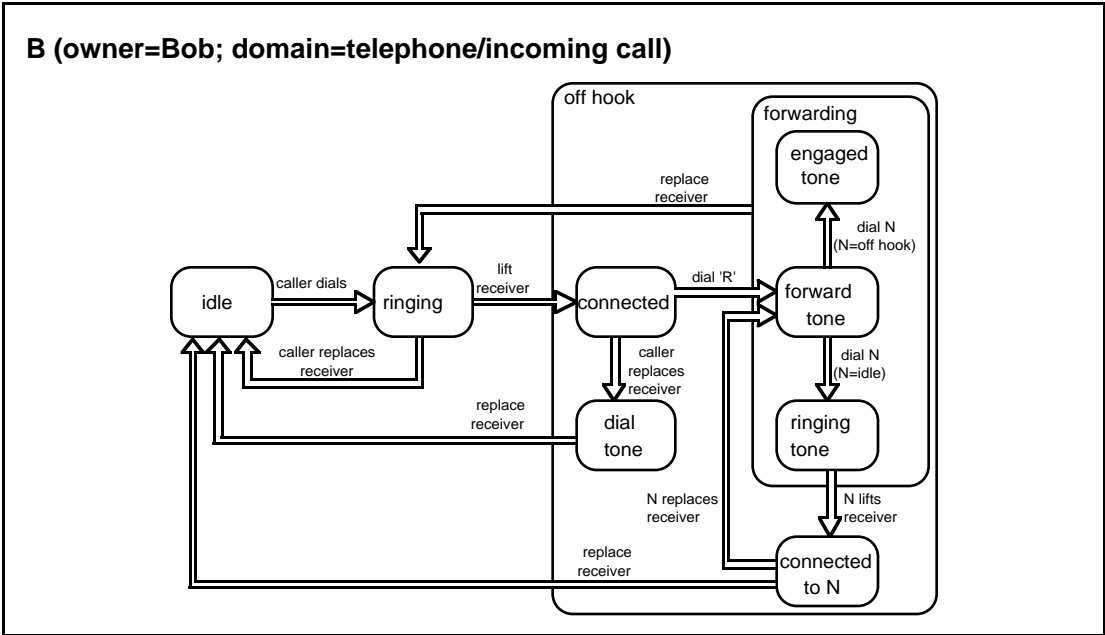 B (owner=Bob; domain=telephone/incoming call)
off hook
forwarding
engaged
tone
replace
receiver
dial N
(N=off hook)
idle
caller dials
ringing
lift
receiver
connected
dial 'R'
forward
tone
caller replaces
receiver
caller
replaces
receiver
dial N
(N=idle)
replace
receiver
dial
tone
ringing
tone
N replaces
receiver
N lifts
receiver
replace
receiver
connected
to N